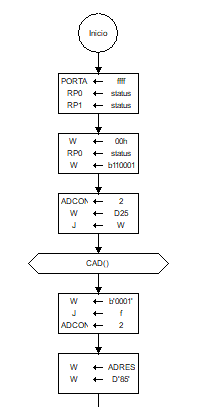 Inicio
PORTA ← ffff
RP0 ← status
RP1 ← status
W ← 00h
RP0 ← status
W ← b110001
ADCON ← 2
W ← D25
J ← W
CAD()
W ← b'0001'
J ← f
ADCON ← 2
W ← ADRES
W ← D'85'